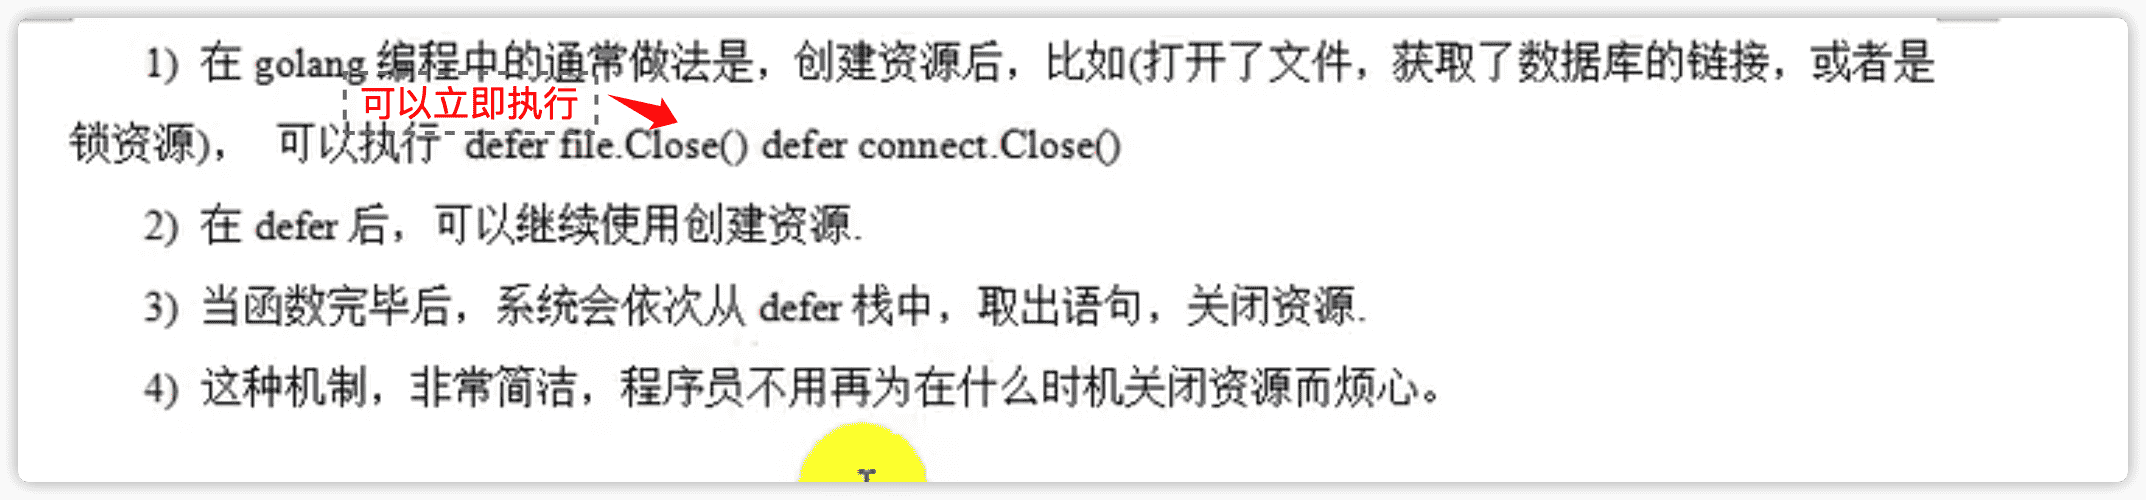 1) 在 golang 编程中的通常做法是，创建资源后，比如(打开了文件，获取了数据库的链接，或者是
可以立即执行
锁资源)， 可以执行 defer file.Close() defer connect.Close()
2) 在 defer 后，可以继续使用创建资源.
3) 当函数完毕后，系统会依次从 defer 栈中，取出语句，关闭资源.
4) 这种机制，非常简洁，程序员不用再为在什么时机关闭资源而烦心。